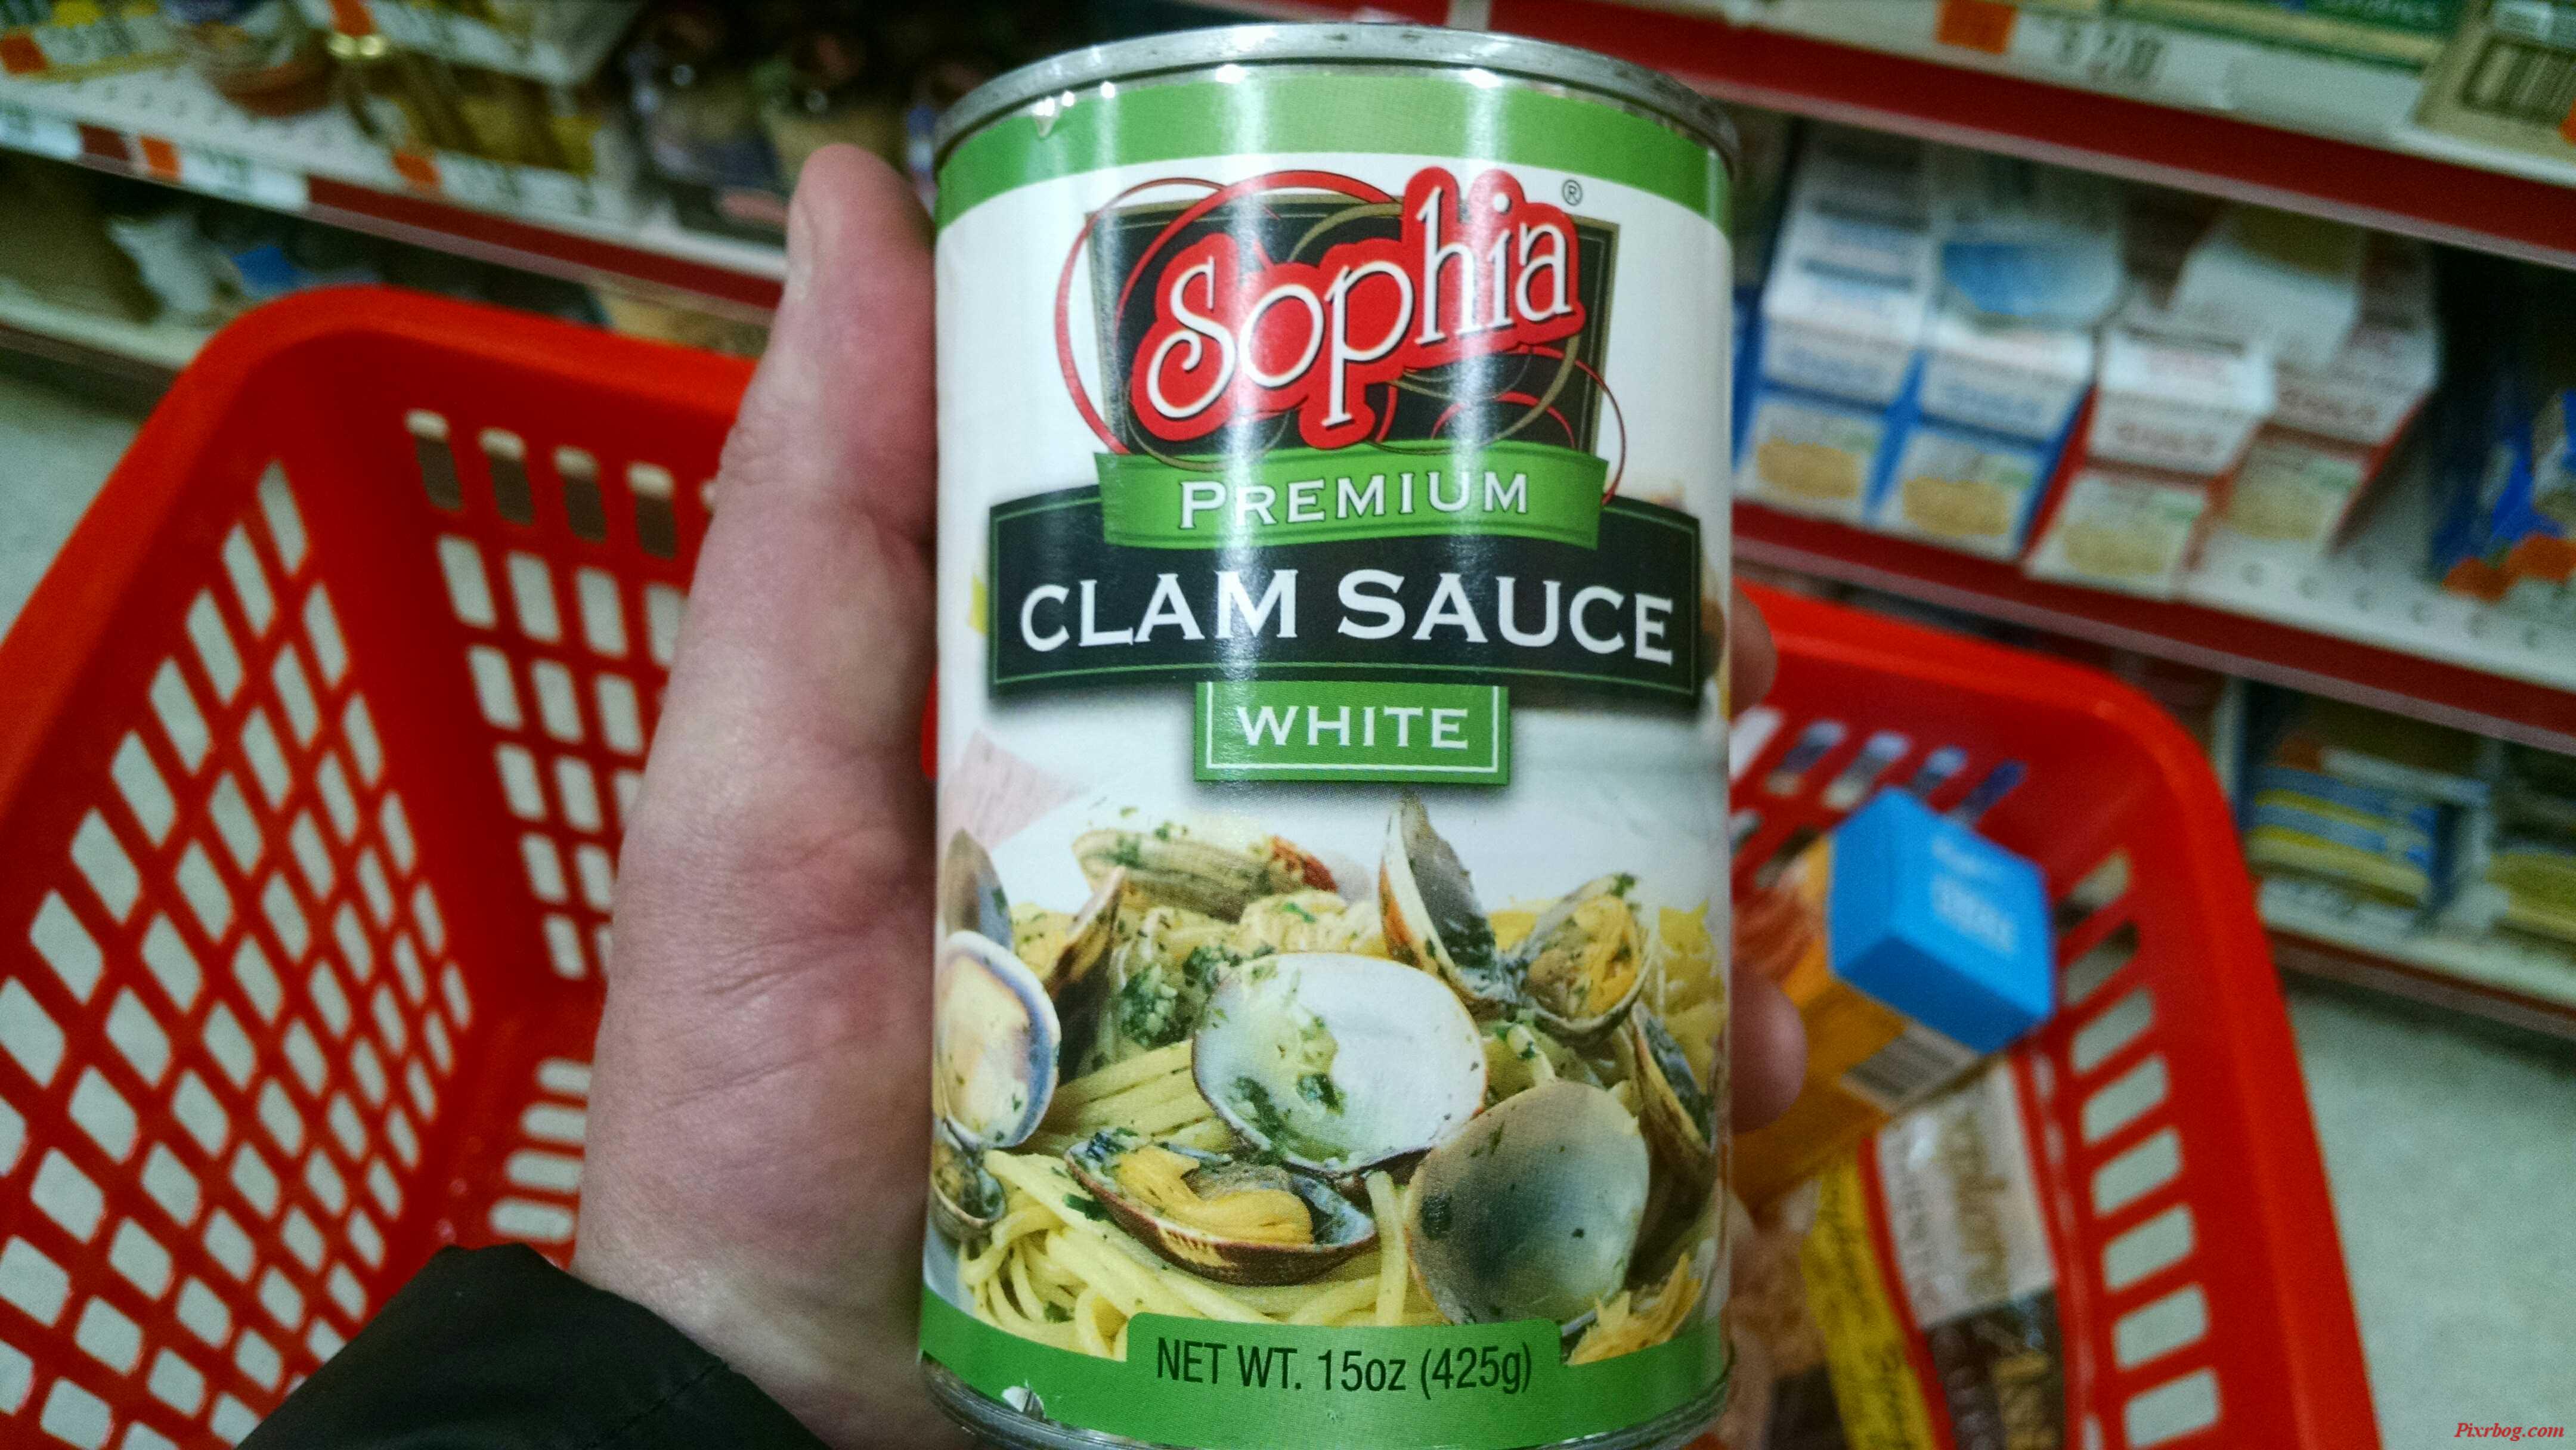 Sophia®
PREMIUM
CLAM SAUCE
WHITE
NET WT. 15oz (425g)
Pixrbog.com